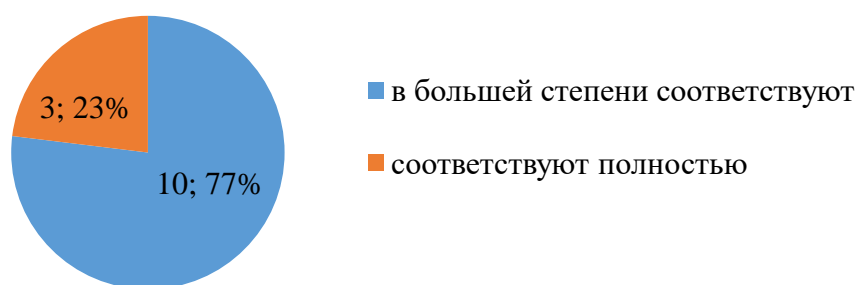 3; 23%
10; 77%
в большей степени соответствуют
соответствуют полностью